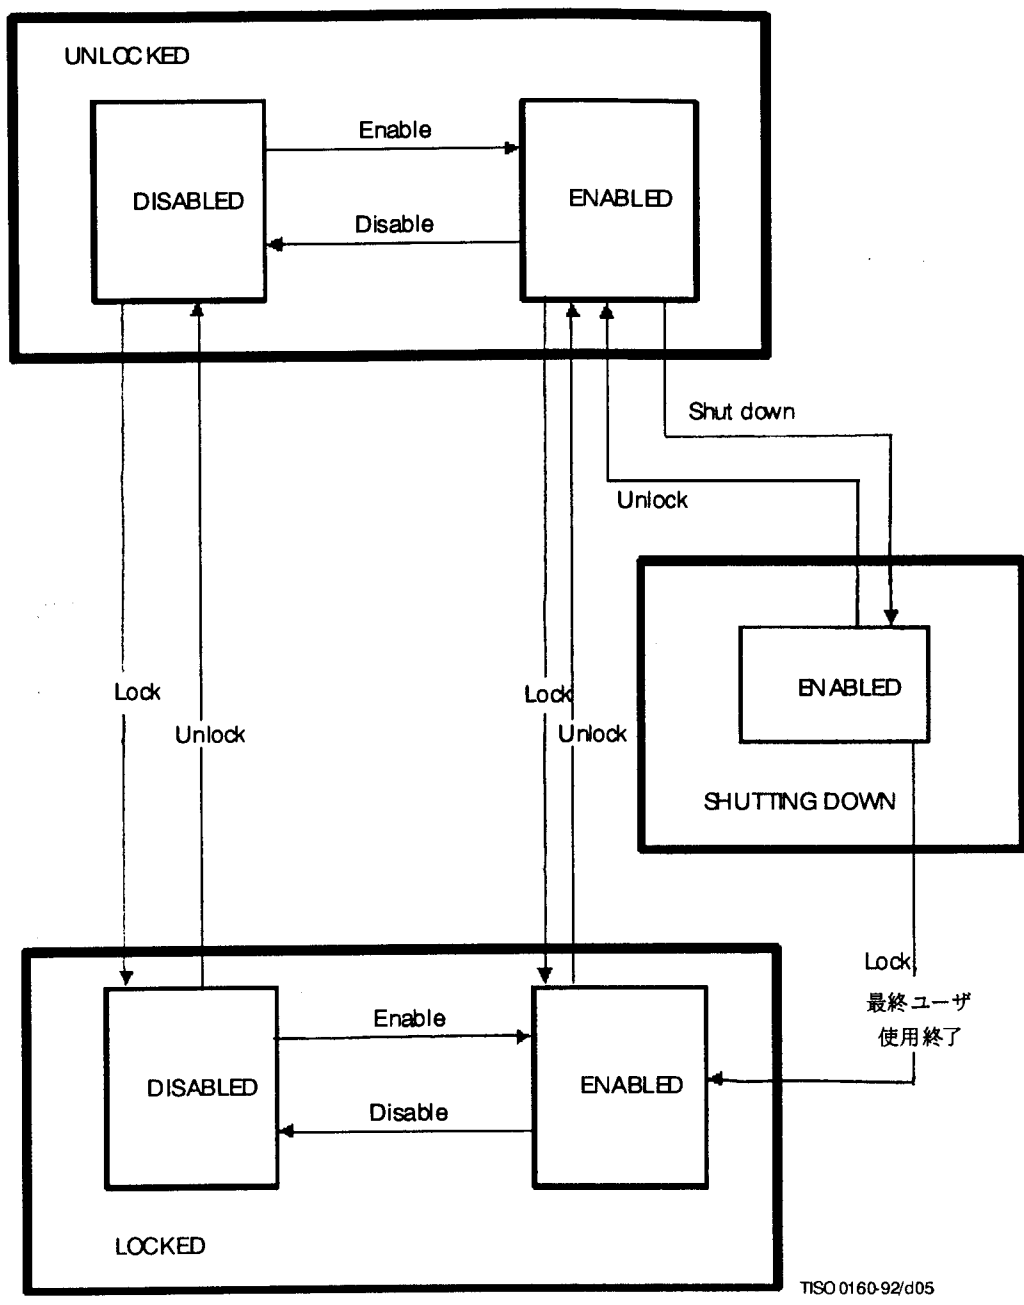 UNLOCKED
Enable
DISABLED
ENABLED
Disable
Shut down
Unlock
Lock
Unlock
Lock
Unlock
ENABLED
SHUTTING DOWN
Lock
最終ユーザ
使用終了
Enable
DISABLED
ENABLED
Disable
LOCKED
TISO 0160-92/d05